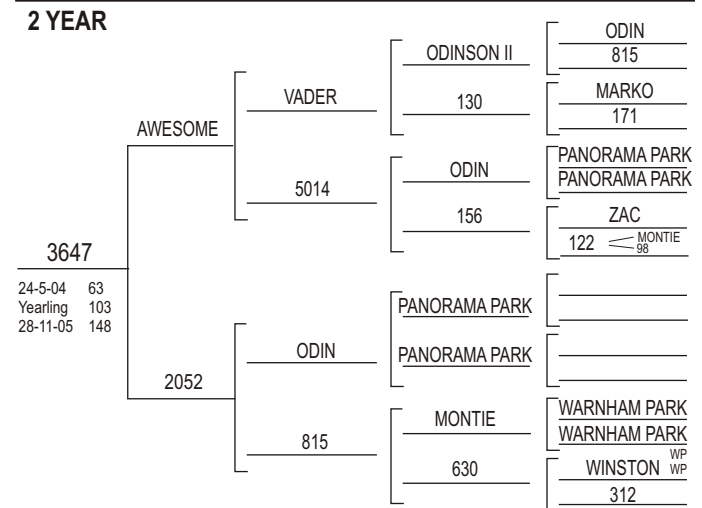 2 YEAR
3647
24-5-04 63
Yearling 103
28-11-05 148
AWESOME
2052
VADER
5014
ODIN
815
ODINSON II
130
ODIN
156
PANORAMA PARK
PANORAMA PARK
MONTIE
630
ODIN
815
MARKO
171
PANORAMA PARK
PANORAMA PARK
ZAC
122 MONTIE
98
WARNHAM PARK
WARNHAM PARK
WINSTON WP
WP
312